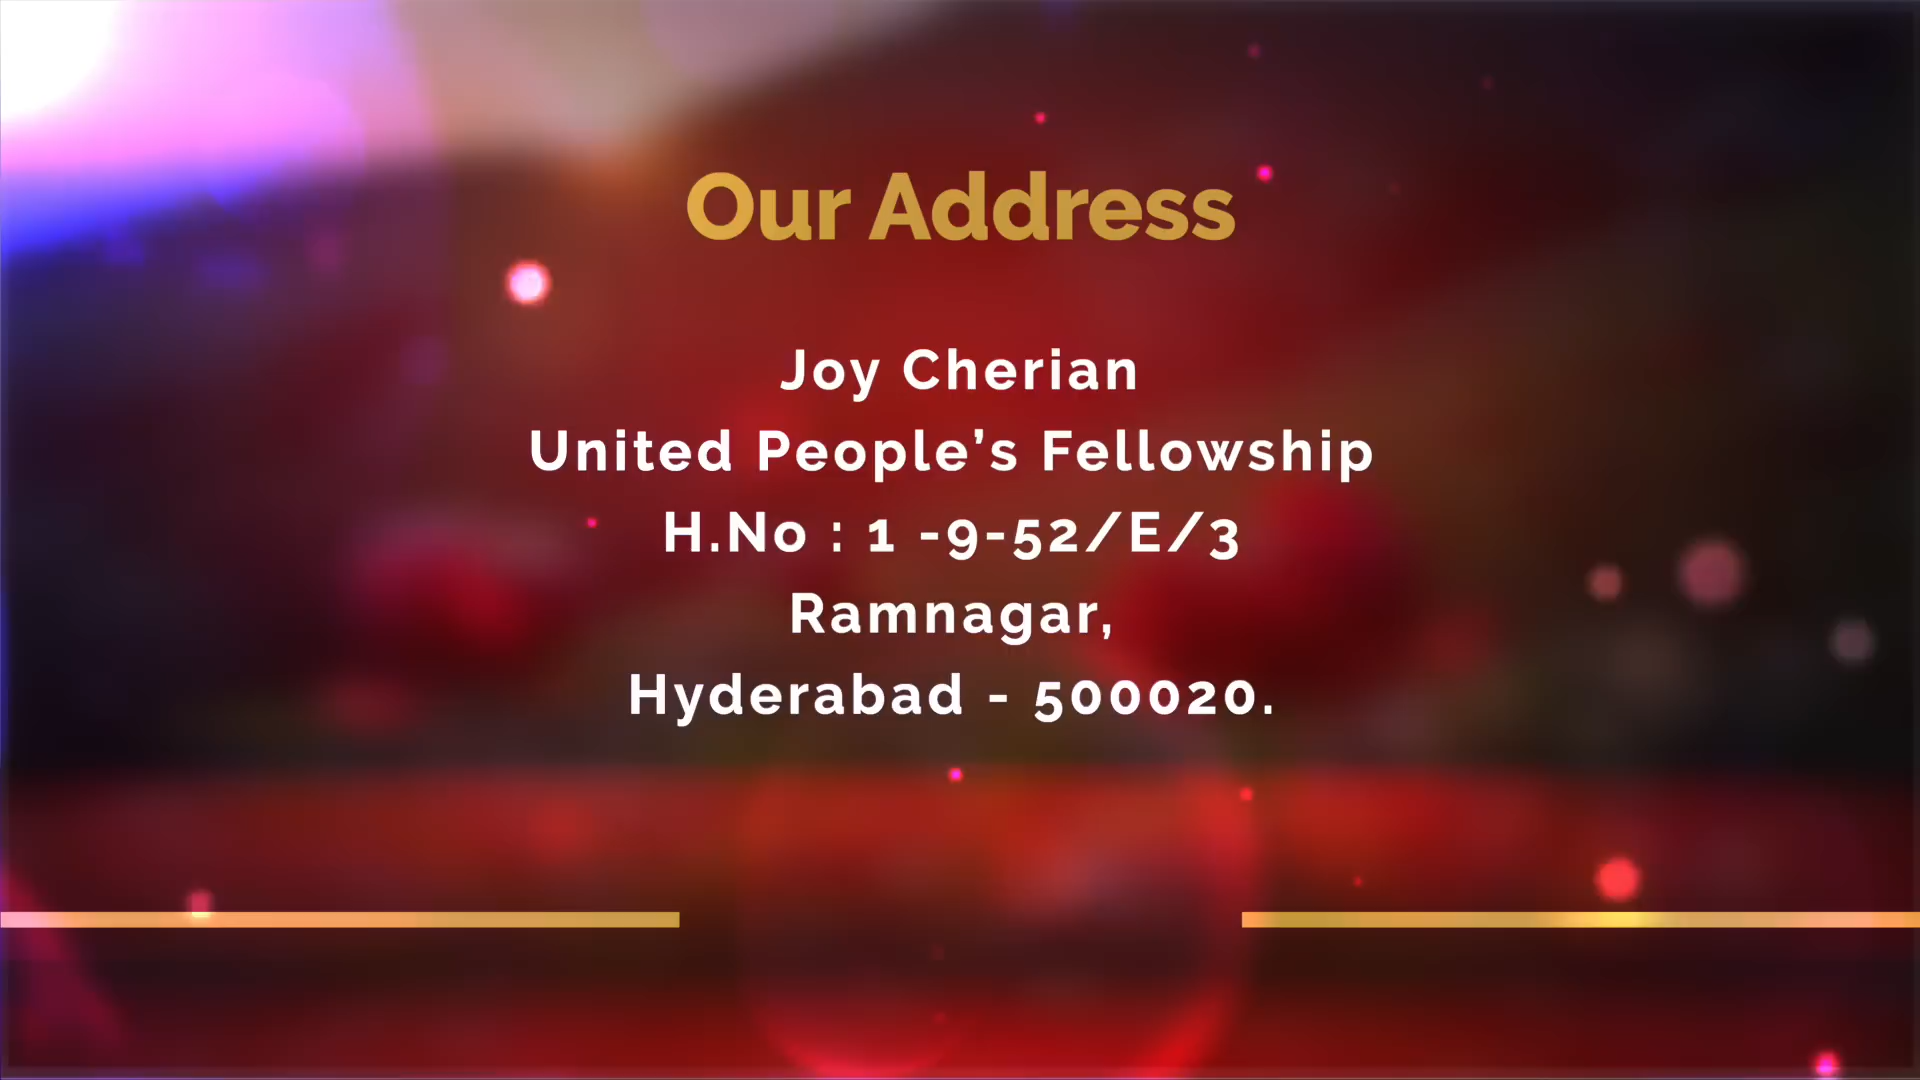 Our Address
Joy Cherian
United People’s Fellowship
H.No : 1 -9-52/E/3
Ramnagar,
Hyderabad - 500020.